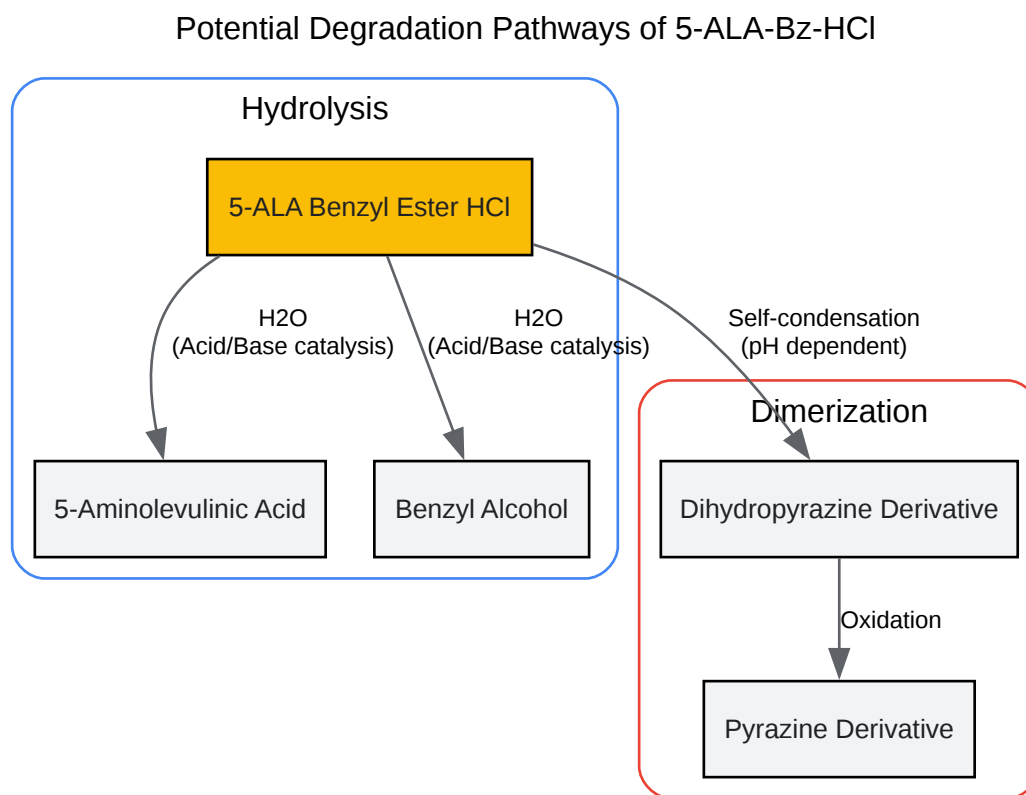 Potential Degradation Pathways of 5-ALA-Bz-HCl
Hydrolysis
5-ALA Benzyl Ester HCl
H2O
(Acid/Base catalysis)
H2O
(Acid/Base catalysis)
Self-condensation
(pH dependent)
Dimerization
5-Aminolevulinic Acid
Benzyl Alcohol
Dihydropyrazine Derivative
Oxidation
Pyrazine Derivative